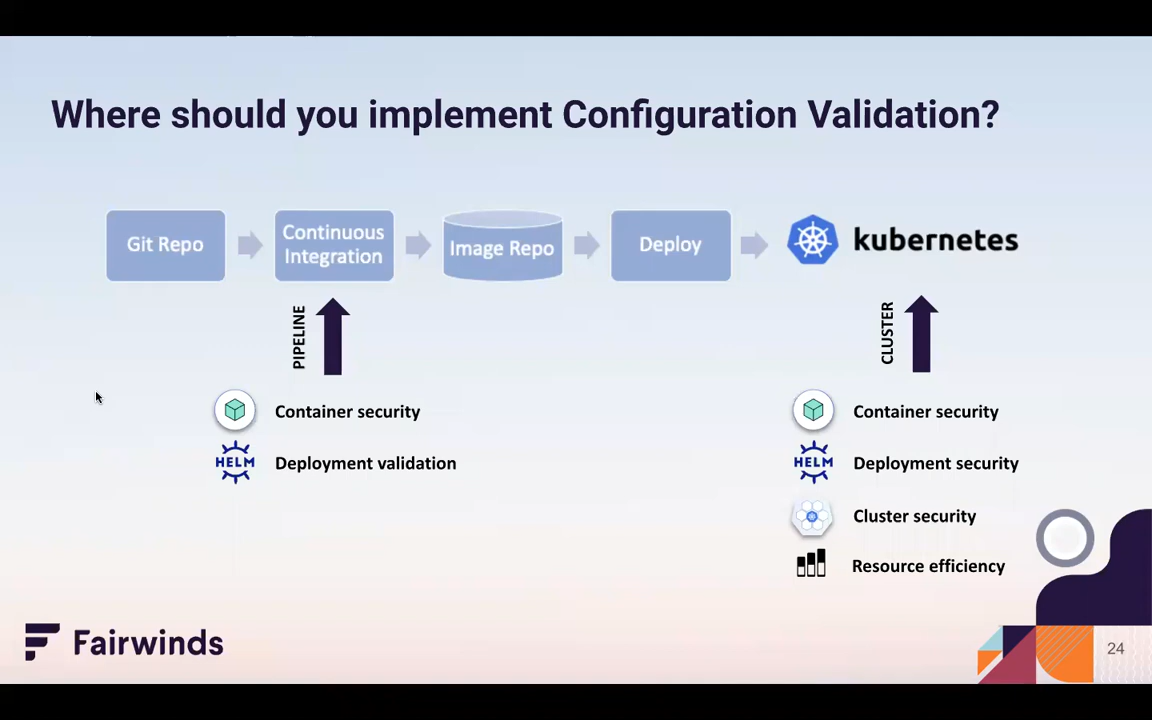 Where should you implement Configuration Validation?
Git Repo
Continuous
Integration
Image Repo
Deploy
kubernetes
PIPELINE
CLUSTER
Container security
HELM
Deployment validation
Container security
HELM
Deployment security
Cluster security
Resource efficiency
Fairwinds
24